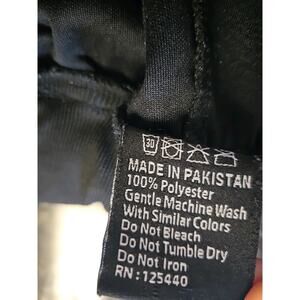 30
MADE IN PAKISTAN
100% Polyester
Gentle Machine Wash
With Similar Colors
Do Not Bleach
Do Not Tumble Dry
Do Not Iron
RN: 125440